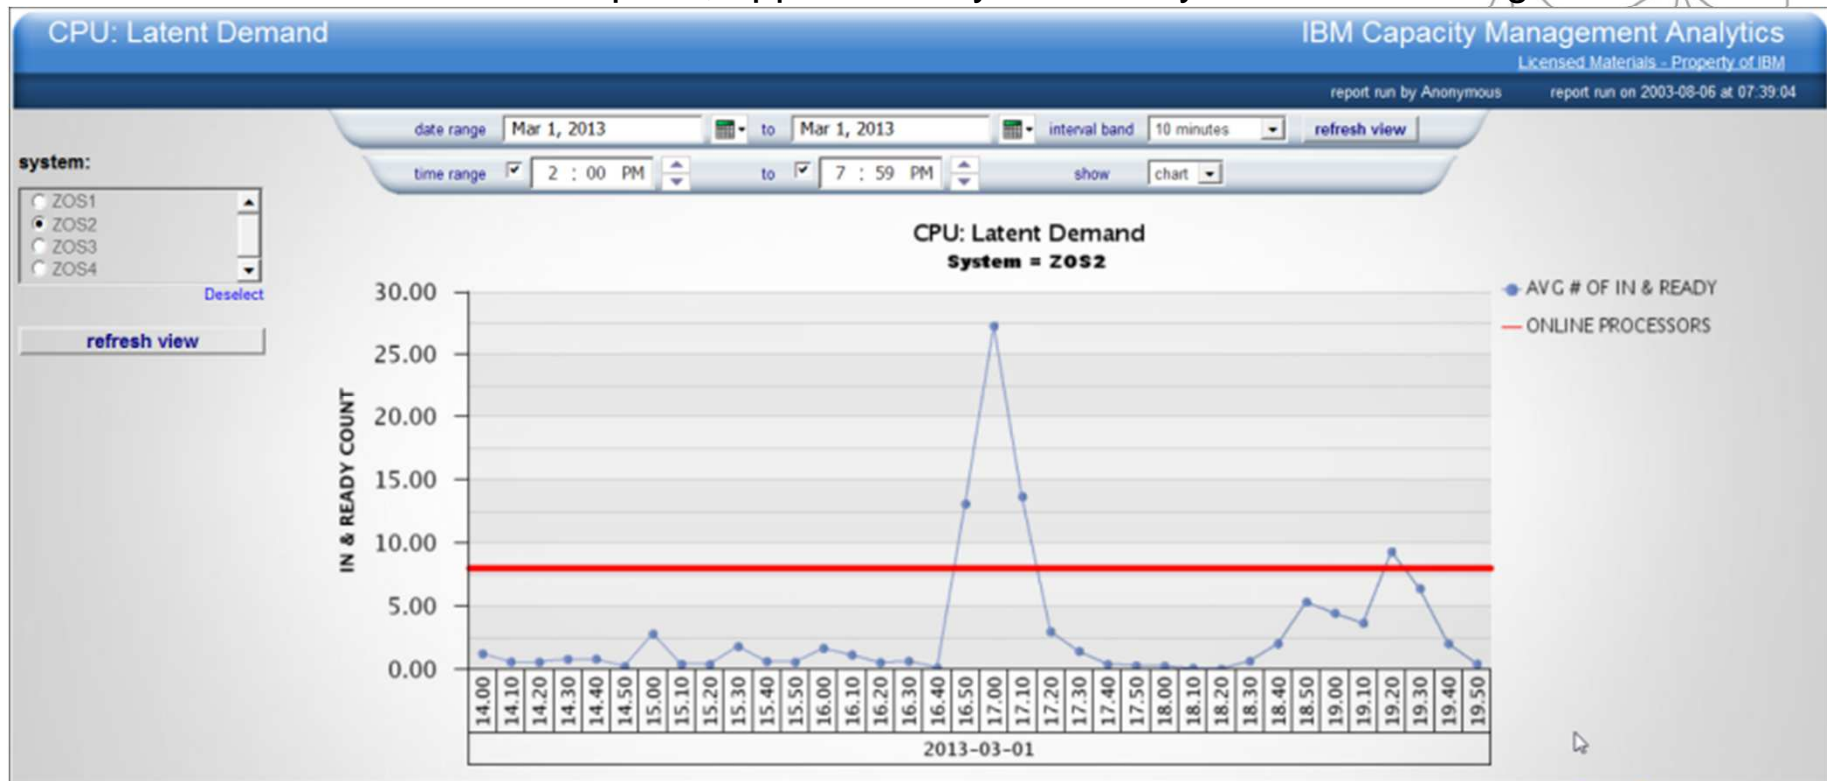 CPU: Latent Demand
IBM Capacity Management Analytics
Licensed Materials - Property of IBM
report run by Anonymous report run on 2003-08-06 at 07:39:04
date range Mar 1, 2013 to Mar 1, 2013 interval band 10 minutes refresh view
time range 2 : 00 PM to 7 : 59 PM show chart
system:
ZOS1
ZOS2
ZOS3
ZOS4
Deselect
refresh view
CPU: Latent Demand
System = ZOS2
AVG # OF IN & READY
ONLINE PROCESSORS
IN & READY COUNT
30.00
25.00
20.00
15.00
10.00
5.00
0.00
14.00 14.10 14.20 14.30 14.40 14.50 15.00 15.10 15.20 15.30 15.40 15.50 16.00 16.10 16.20 16.30 16.40 16.50 17.00 17.10 17.20 17.30 17.40 17.50 18.00 18.10 18.20 18.30 18.40 18.50 19.00 19.10 19.20 19.30 19.40 19.50
2013-03-01